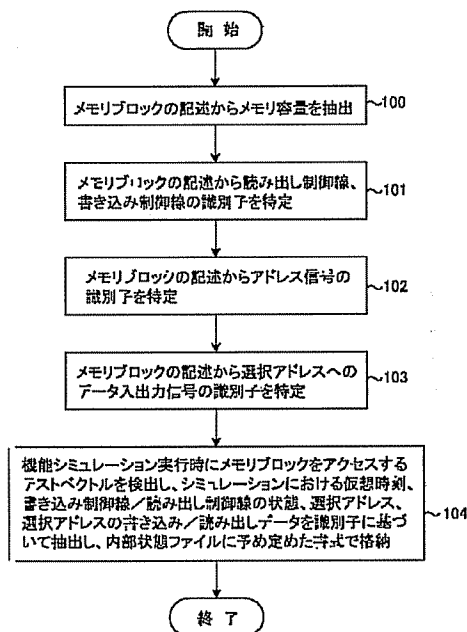 開 始
メモリブロックの記述からメモリ容量を抽出
~100
メモリブロックの記述から読み出し制御線、
書き込み制御線の識別子を特定
~101
メモリブロックの記述からアドレス信号の
識別子を特定
~102
メモリブロックの記述から選択アドレスへの
データ入出力信号の識別子を特定
~103
機能シミュレーション実行時にメモリブロックをアクセスする
テストベクトルを検出し、シミュレーションにおける仮想時刻、
書き込み制御線／読み出し制御線の状態、選択アドレス、
選択アドレスの書き込み／読み出しデータを識別子に基づ
いて抽出し、内部状態ファイルに予め定めた書式で格納
~104
終 了